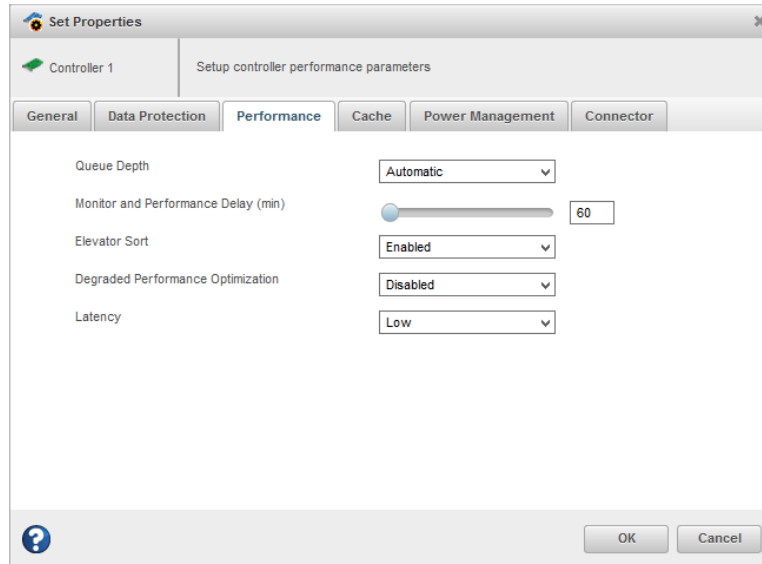 Set Properties
Controller 1
Setup controller performance parameters
General
Data Protection
Performance
Cache
Power Management
Connector
Queue Depth
Automatic
Monitor and Performance Delay (min)
60
Elevator Sort
Enabled
Degraded Performance Optimization
Disabled
Latency
Low
?
OK
Cancel